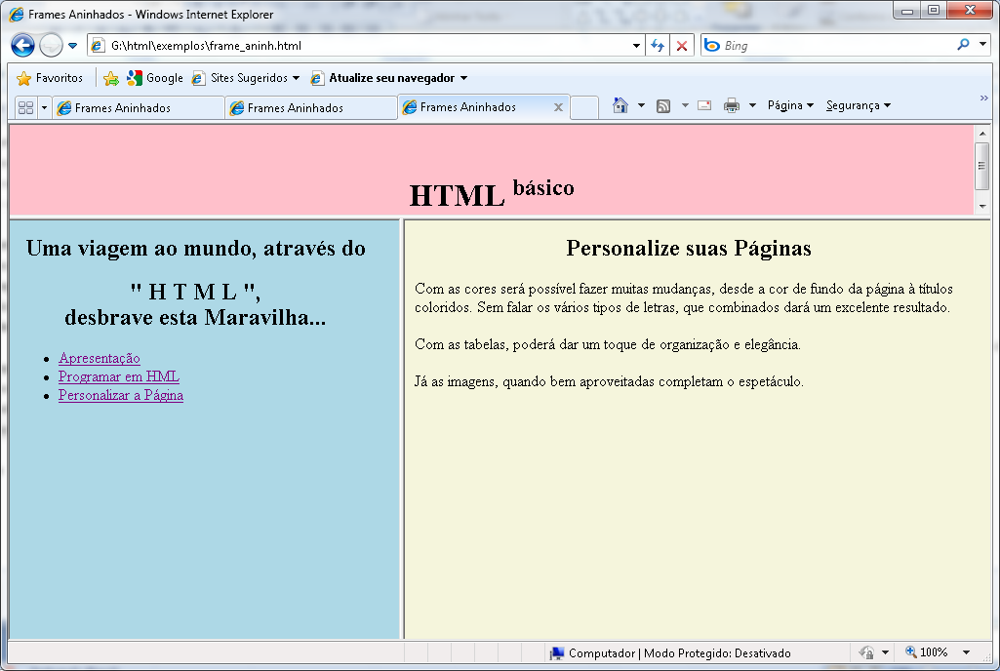 Frames Aninhados - Windows Internet Explorer
G:\html\exemplos\frame_aninh.html
Bing
Favoritos Google Sites Sugeridos Atualize seu navegador
Frames Aninhados Frames Aninhados Frames Aninhados Página Segurança
HTML básico
Uma viagem ao mundo, através do
" H T M L ",
desbrave esta Maravilha...
Apresentação
Programar em HML
Personalizar a Página
Personalize suas Páginas
Com as cores será possível fazer muitas mudanças, desde a cor de fundo da página à títulos
coloridos. Sem falar os vários tipos de letras, que combinados dará um excelente resultado.
Com as tabelas, poderá dar um toque de organização e elegância.
Já as imagens, quando bem aproveitadas completam o espetáculo.
Computador | Modo Protegido: Desativado
100%